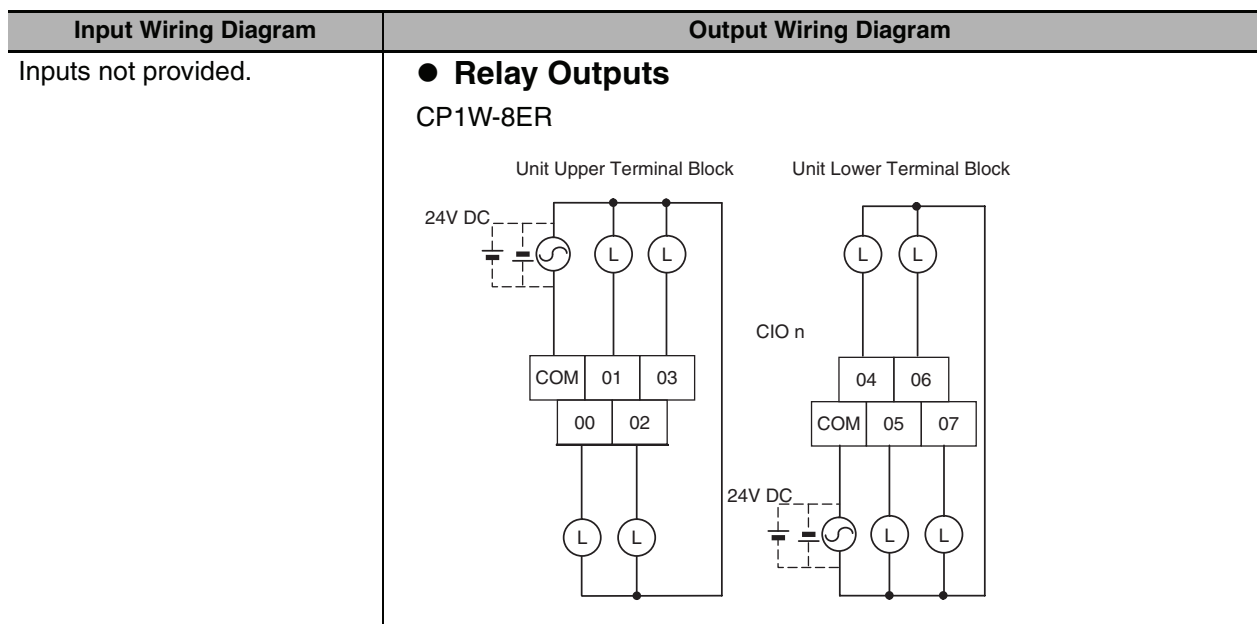 Input Wiring Diagram
Output Wiring Diagram
Inputs not provided.
● Relay Outputs
CP1W-8ER
Unit Upper Terminal Block
Unit Lower Terminal Block
24V DC
L
L
L
L
CIO n
COM
01
03
04
06
00
02
COM
05
07
24V DC
L
L
L
L